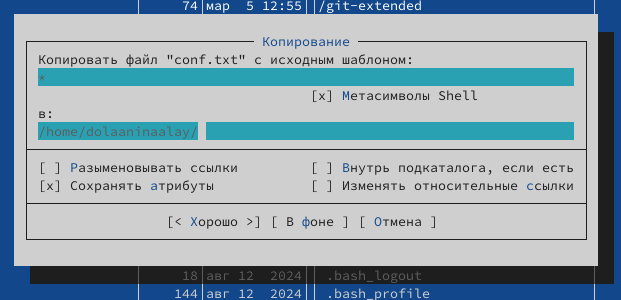 74 мар  5 12:55 /git-extended
Копирование
Копировать файл "conf.txt" с исходным шаблоном:
*
[x] Метасимволы Shell
в:
/home/dolaaninaalay/
[ ] Разыменовывать ссылки [ ] Внутрь подкаталога, если есть
[x] Сохранять атрибуты [ ] Изменять относительные ссылки
[< Хорошо >] [ В фоне ] [ Отмена ]
18 авг 12  2024 .bash_logout
144 авг 12  2024 .bash_profile